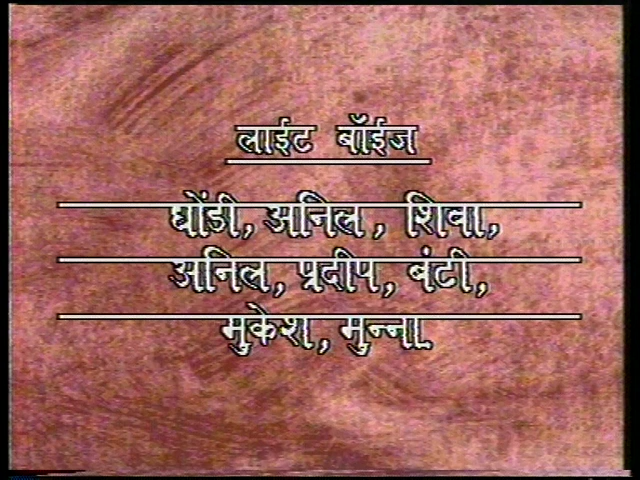 लाईट बॉईज
धोंडी, अनिल, शिवा,
अनिल, प्रदीप, बंटी,
मुकेश, मुन्ना.